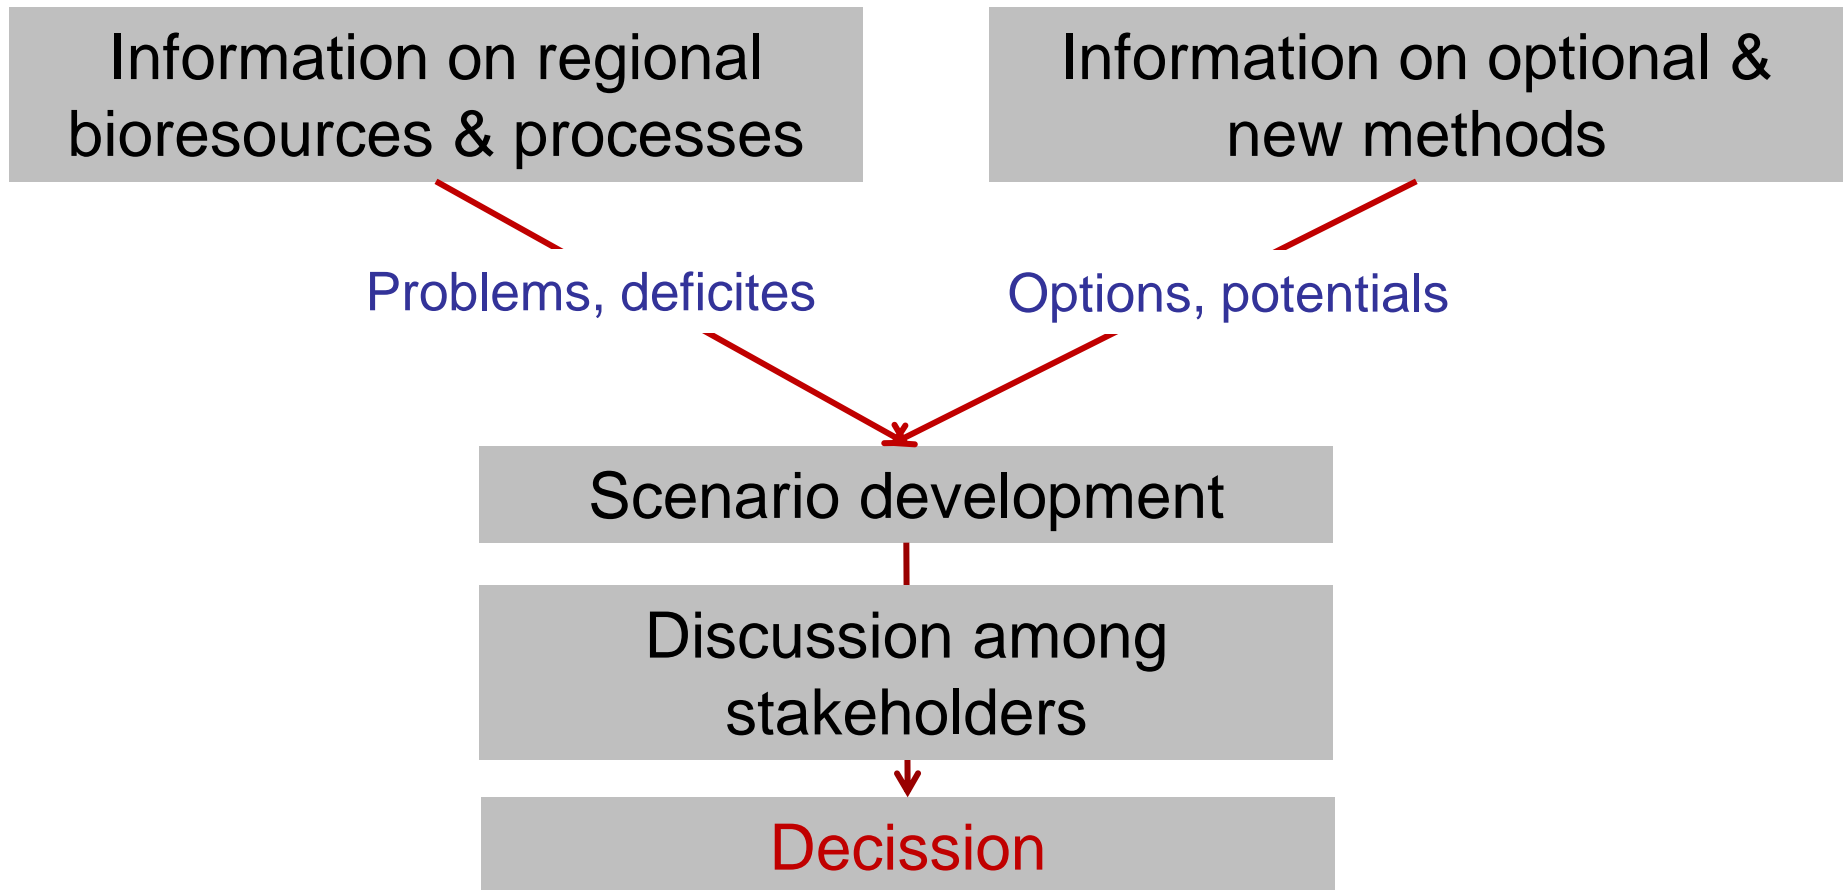 Information on regional
bioresources & processes
Information on optional &
new methods
Problems, deficites
Options, potentials
Scenario development
Discussion among
stakeholders
Decission